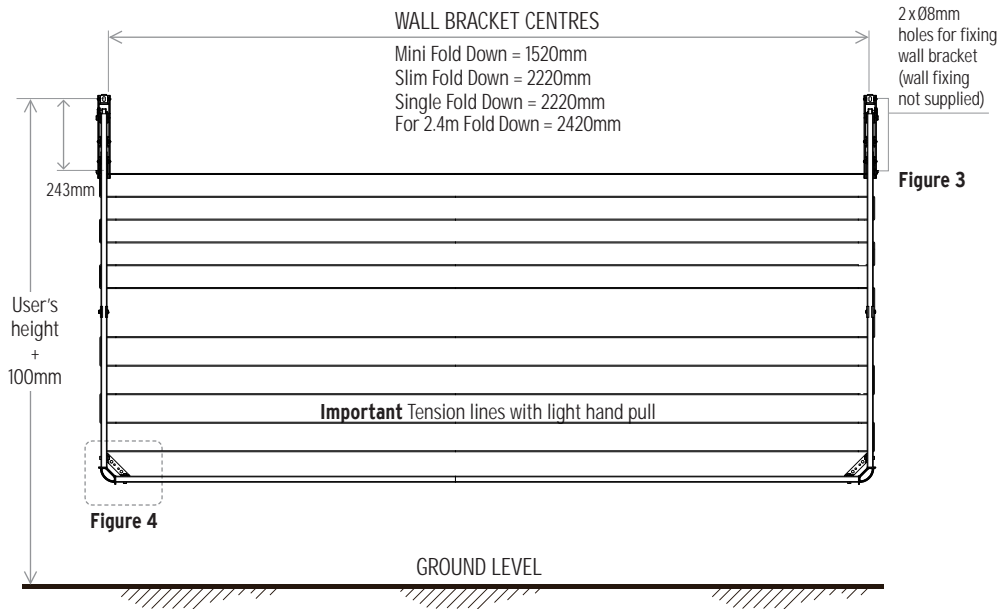 WALL BRACKET CENTRES
Mini Fold Down = 1520mm
Slim Fold Down = 2220mm
Single Fold Down = 2220mm
For 2.4m Fold Down = 2420mm
2 x Ø8mm
holes for fixing
wall bracket
(wall fixing
not supplied)
Figure 3
243mm
User's
height
+
100mm
Important Tension lines with light hand pull
Figure 4
GROUND LEVEL